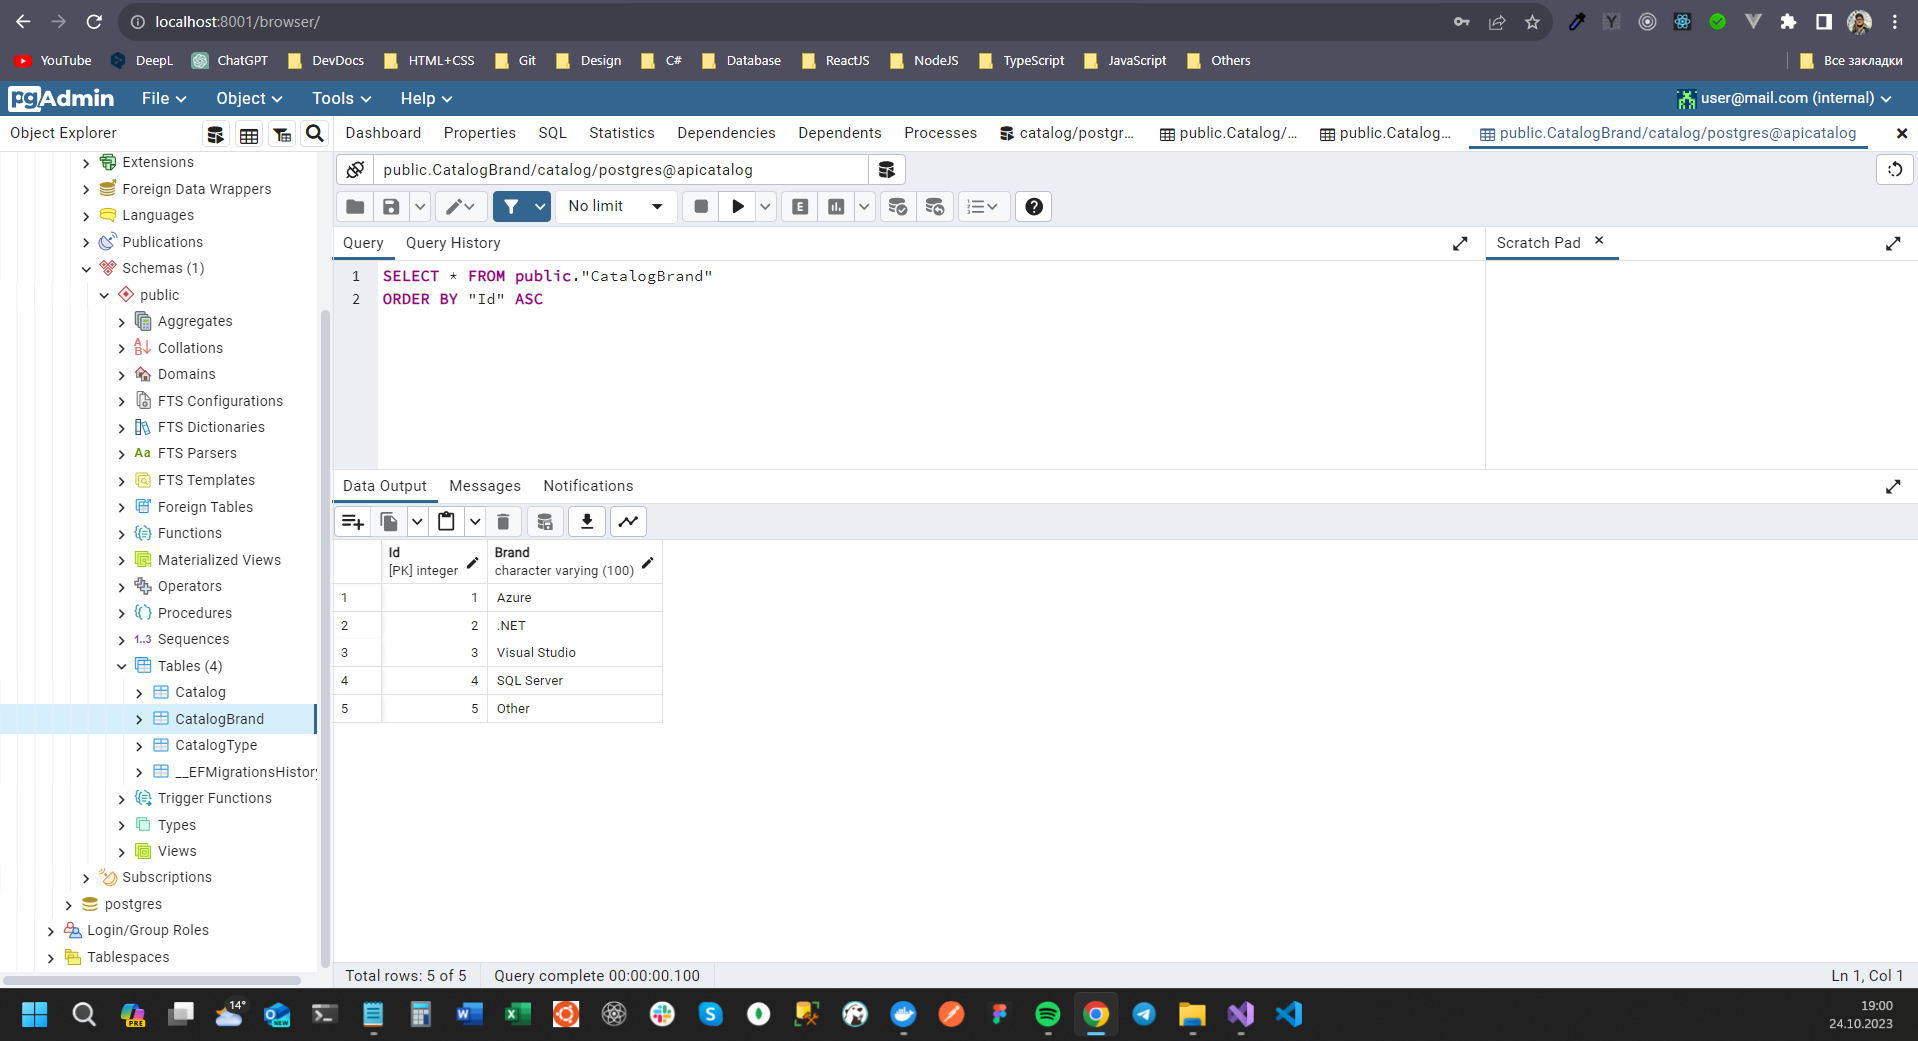 localhost:8001/browser/
YouTube DeepL ChatGPT DevDocs HTML+CSS Git Design C# Database ReactJS NodeJS TypeScript JavaScript Others Все закладки
pgAdmin File Object Tools Help user@mail.com (internal)
Object Explorer Dashboard Properties SQL Statistics Dependencies Dependents Processes catalog/postgr... public.Catalog/... public.Catalog... public.CatalogBrand/catalog/postgres@apicatalog
Extensions
Foreign Data Wrappers
Languages
Publications
Schemas (1)
public
Aggregates
Collations
Domains
FTS Configurations
FTS Dictionaries
Aa FTS Parsers
FTS Templates
Foreign Tables
Functions
Materialized Views
Operators
Procedures
1..3 Sequences
Tables (4)
Catalog
CatalogBrand
CatalogType
__EFMigrationsHistory
Trigger Functions
Types
Views
Subscriptions
postgres
Login/Group Roles
Tablespaces
public.CatalogBrand/catalog/postgres@apicatalog
No limit E
Query Query History Scratch Pad
1 SELECT * FROM public."CatalogBrand"
2 ORDER BY "Id" ASC
Data Output Messages Notifications
Id Brand
[PK] integer character varying (100)
1 1 Azure
2 2 .NET
3 3 Visual Studio
4 4 SQL Server
5 5 Other
Total rows: 5 of 5 Query complete 00:00:00.100 Ln 1, Col 1
PRE 14° NEW
19:00
24.10.2023